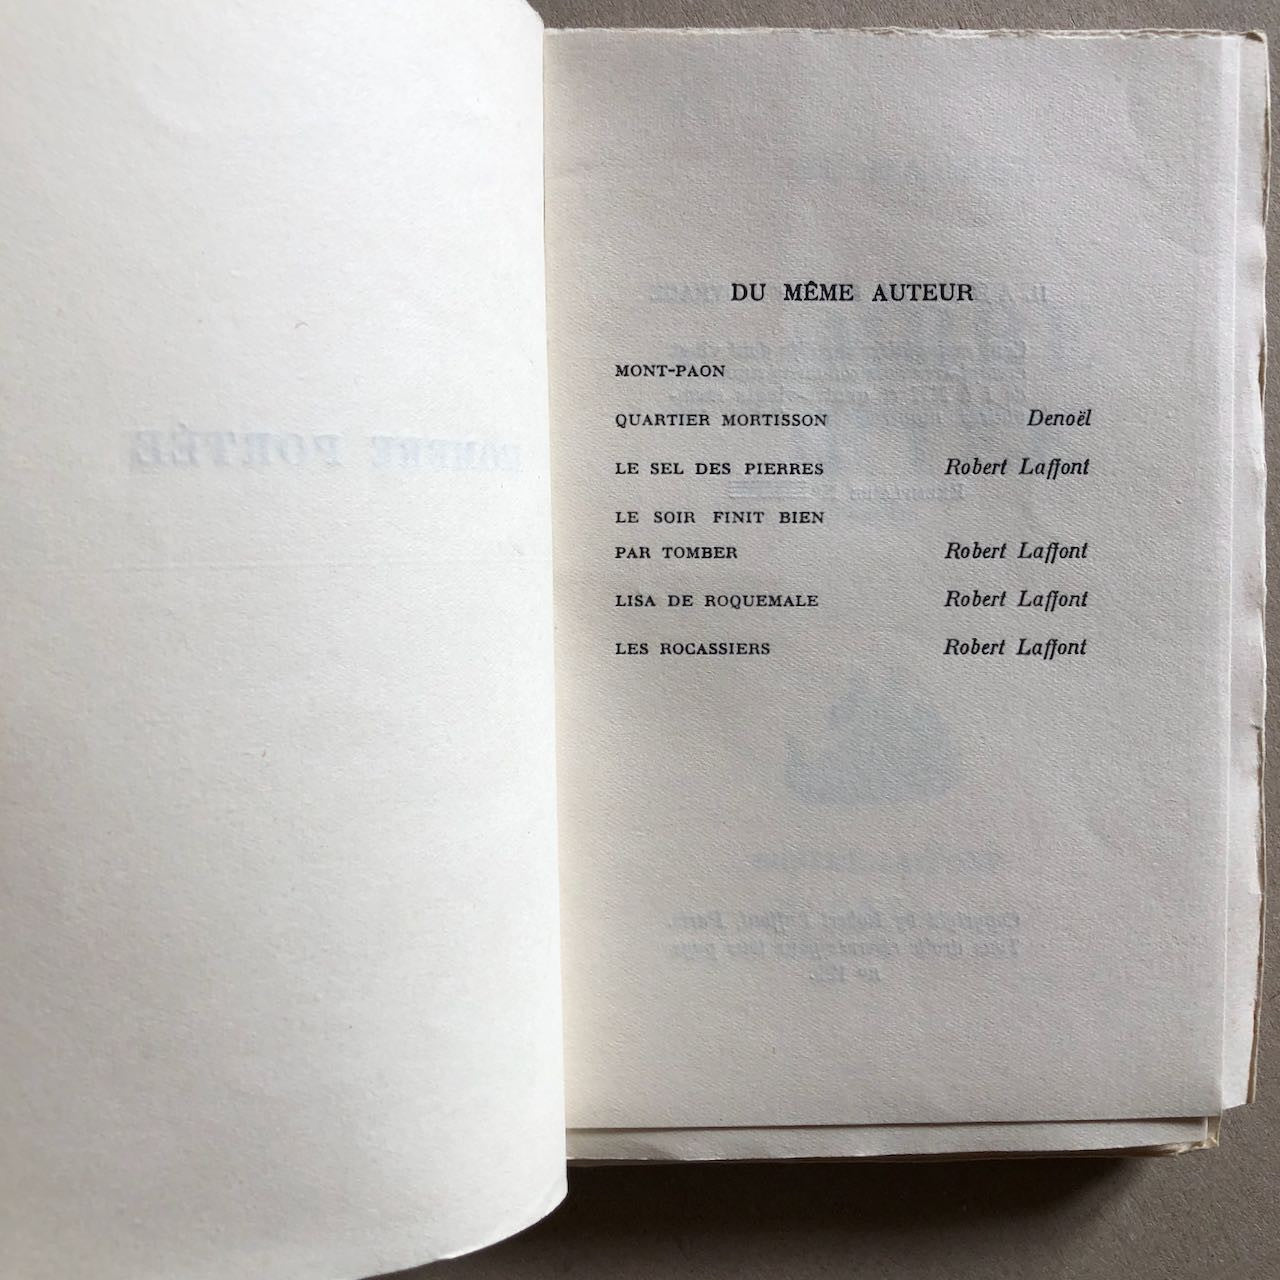 DU MÊME AUTEUR
MONT-PAON
QUARTIER MORTISSON Denoël
LE SEL DES PIERRES Robert Laffont
LE SOIR FINIT BIEN
PAR TOMBER Robert Laffont
LISA DE ROQUEMALE Robert Laffont
LES ROCASSIERS Robert Laffont